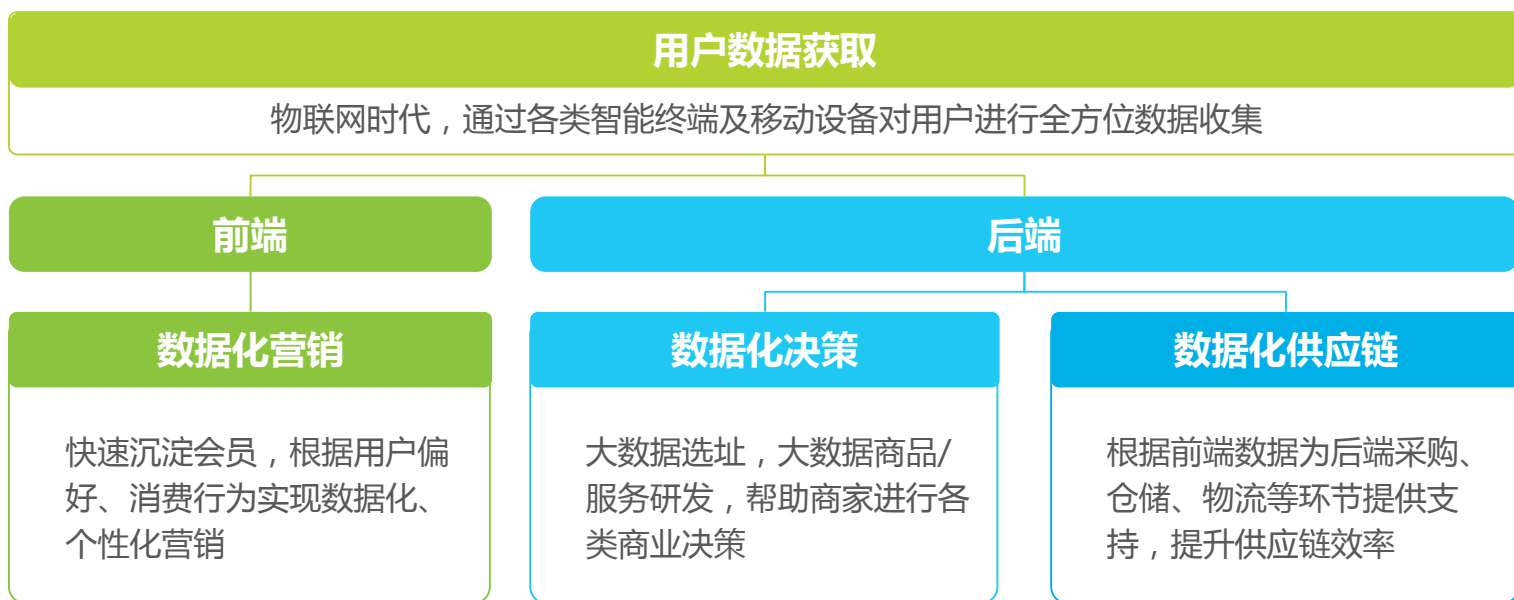 用户数据获取
物联网时代，通过各类智能终端及移动设备对用户进行全方位数据收集
前端
后端
数据化营销
快速沉淀会员，根据用户偏
好、消费行为实现数据化、
个性化营销
数据化决策
大数据选址，大数据商品/
服务研发，帮助商家进行各
类商业决策
数据化供应链
根据前端数据为后端采购、
仓储、物流等环节提供支
持，提升供应链效率